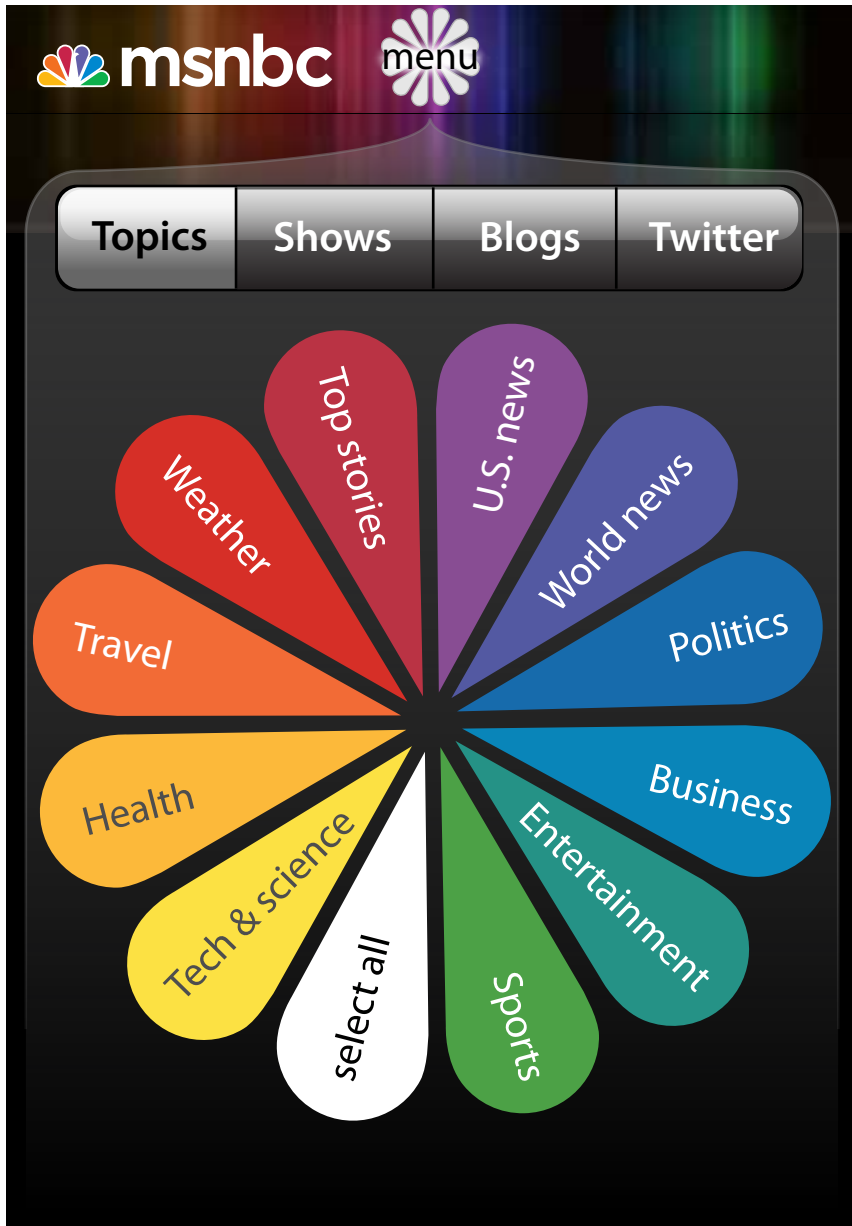 msnbc
menu
Topics
Shows
Blogs
Twitter
Top stories
U.S. news
World news
Politics
Business
Entertainment
Sports
select all
Tech & science
Health
Travel
Weather